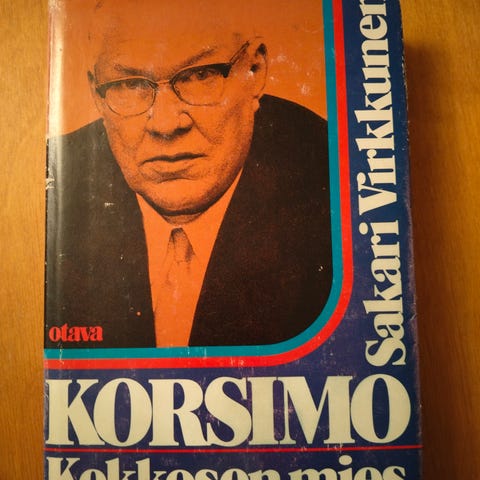 Sakari Virkkunen
otava
KORSIMO
Kekkosen mies